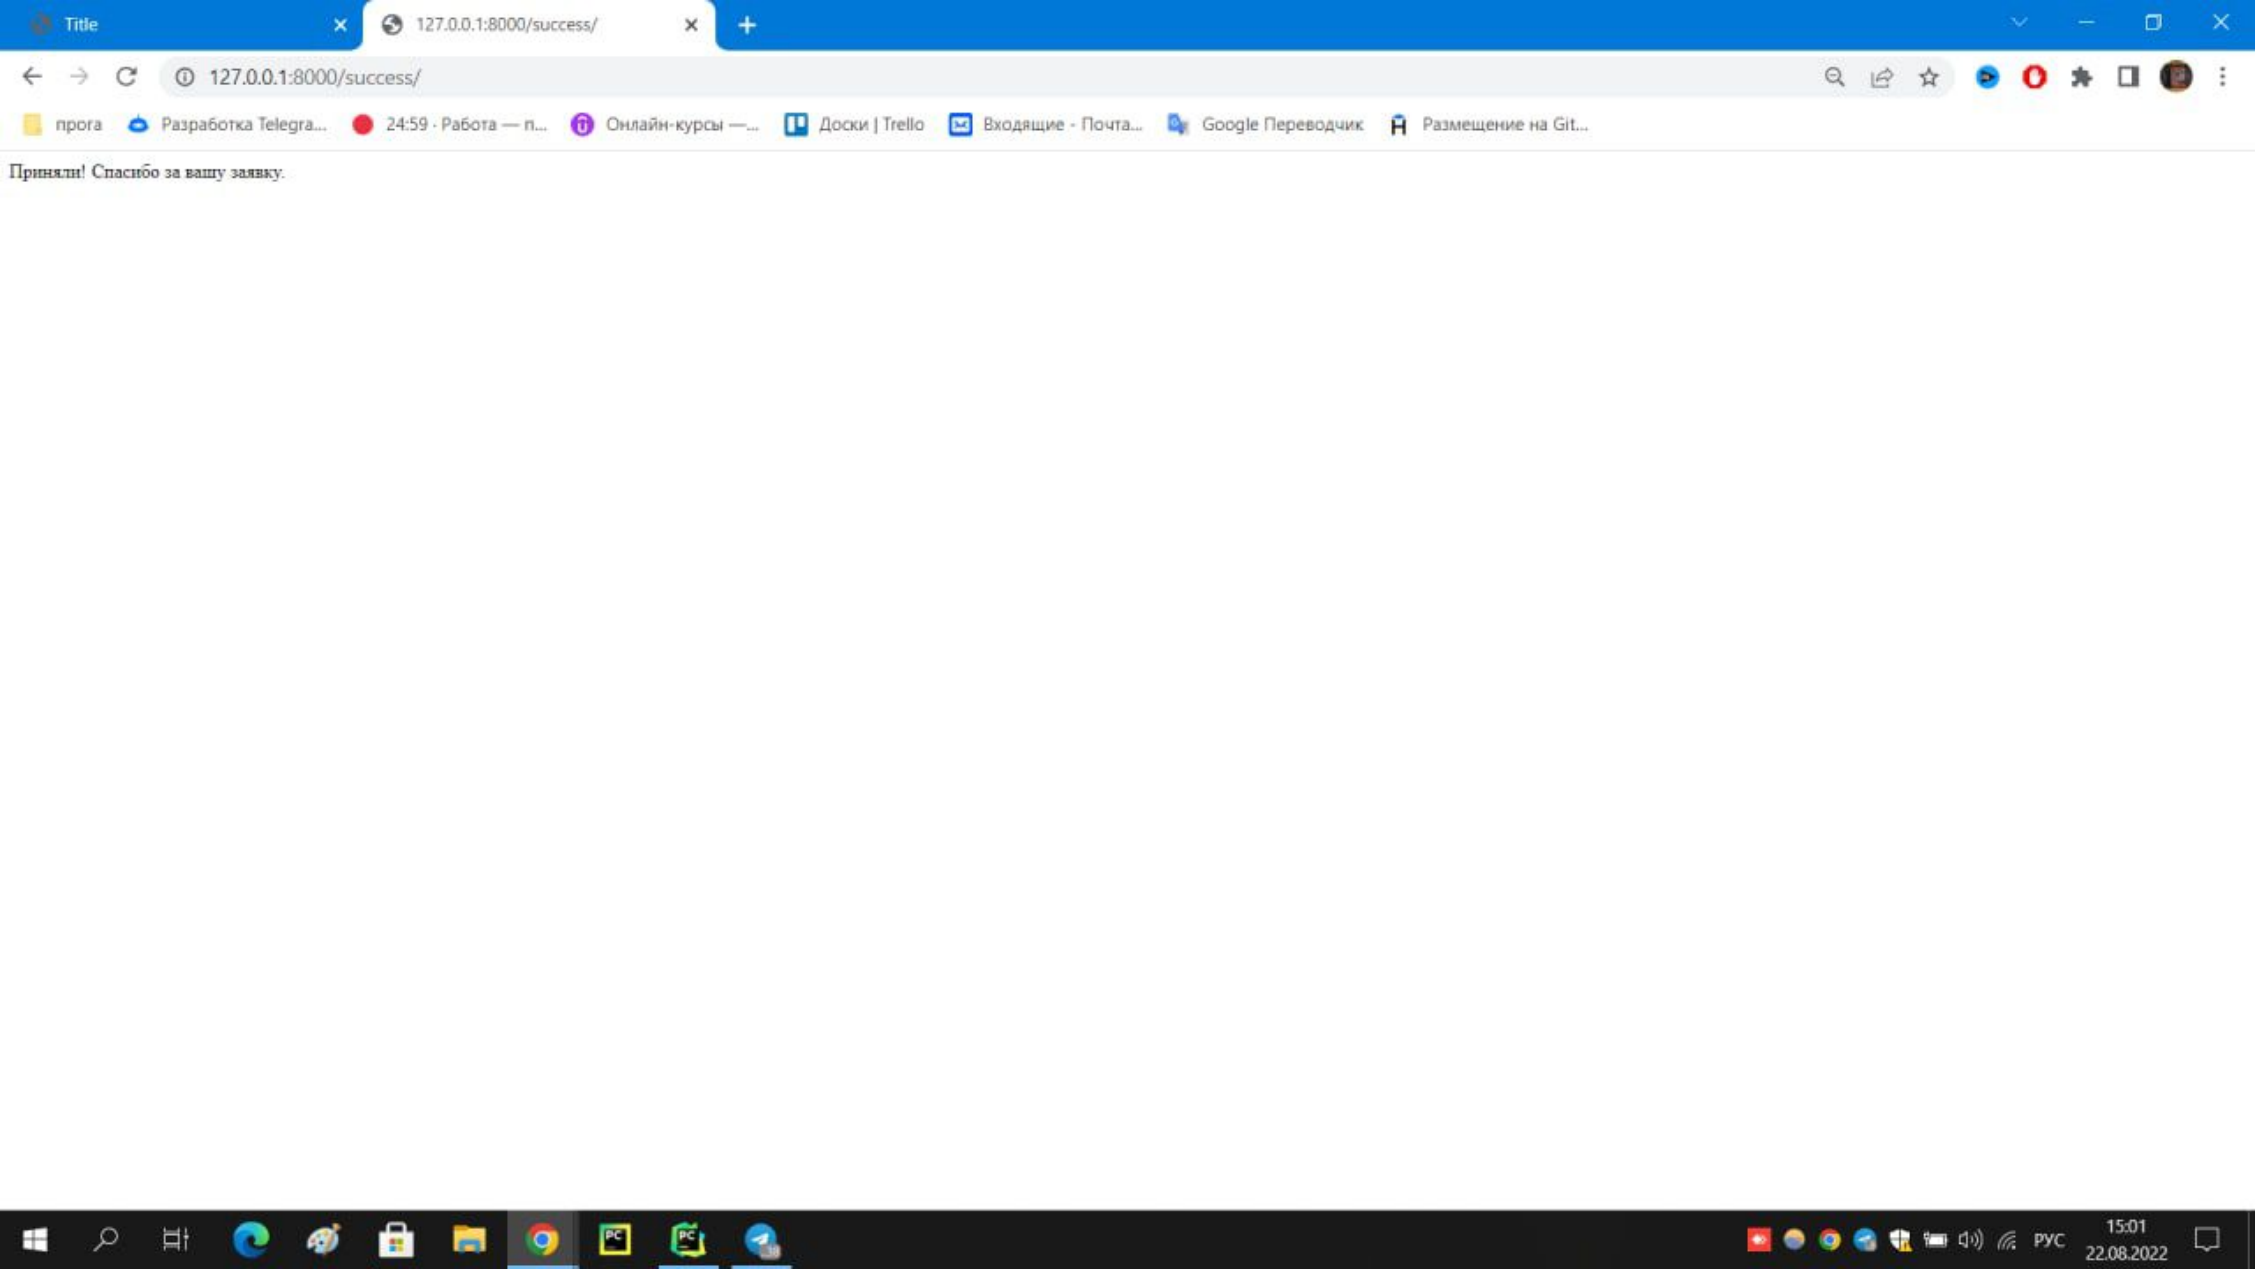 Title
127.0.0.1:8000/success/
127.0.0.1:8000/success/
прога
Разработка Telegra...
24:59 - Работа — п...
Онлайн-курсы —...
Доски | Trello
Входящие - Почта...
Google Переводчик
Размещение на Git...
Приняли! Спасибо за вашу заявку.
PC
PC
РУС
15:01
22.08.2022